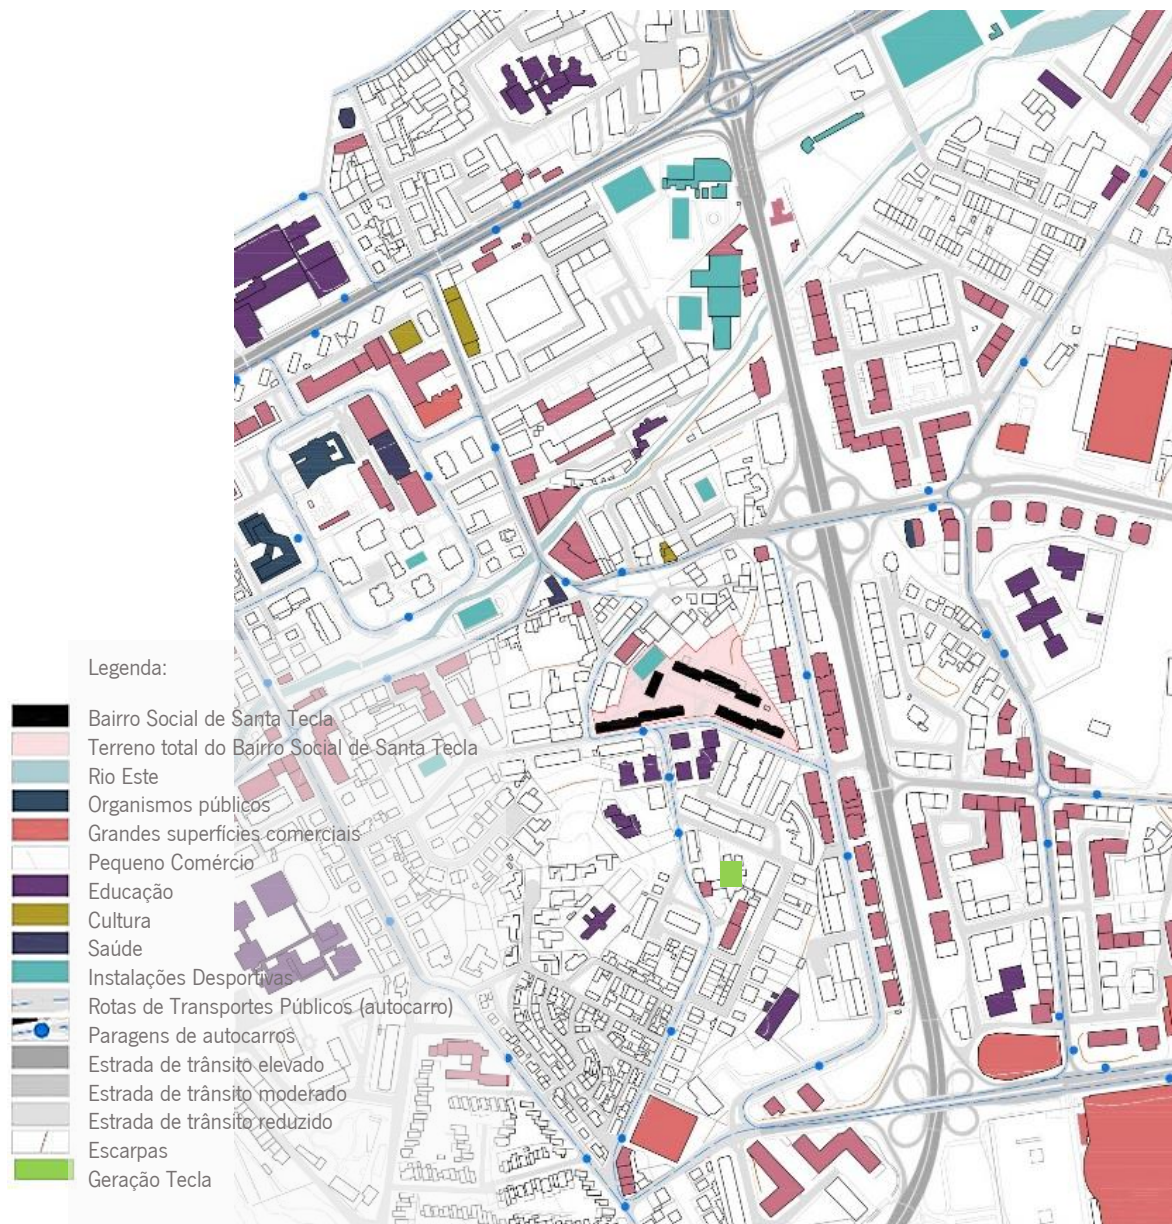 Legenda:
Bairro Social de Santa Tecla
Terreno total do Bairro Social de Santa Tecla
Rio Este
Organismos públicos
Grandes superfícies comerciais
Pequeno Comércio
Educação
Cultura
Saúde
Instalações Desportivas
Rotas de Transportes Públicos (autocarro)
Paragens de autocarros
Estrada de trânsito elevado
Estrada de trânsito moderado
Estrada de trânsito reduzido
Escarpas
Geração Tecla